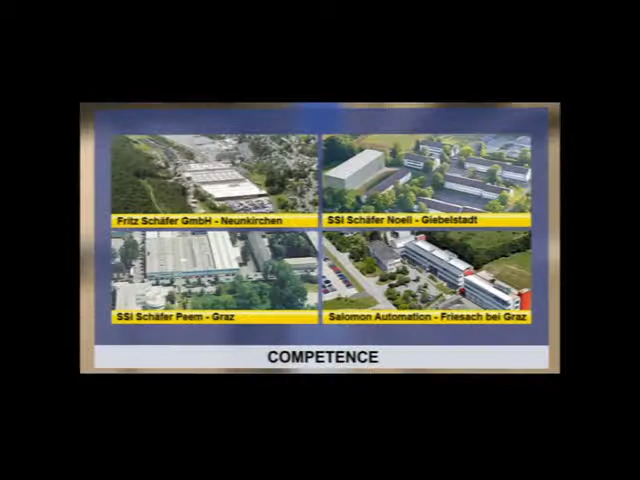 Fritz Schäfer GmbH - Neunkirchen
SSI Schäfer Noell - Giebelstadt
SSI Schäfer Peem - Graz
Salomon Automation - Friesach bei Graz
COMPETENCE